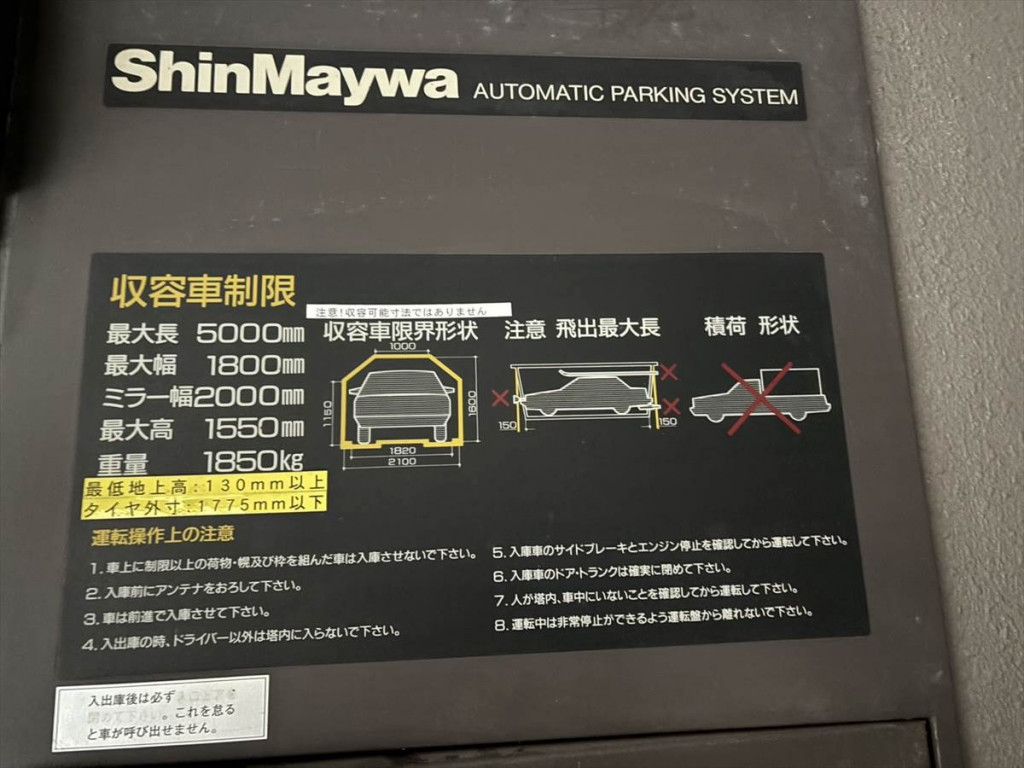 ShinMaywa AUTOMATIC PARKING SYSTEM
収容車制限
最大長 5000㎜
最大幅 1800㎜
ミラー幅2000㎜
最大高 1550㎜
重量 1850kg
最低地上高:130mm以上
タイヤ外寸:1775mm以下
注意!収容可能寸法ではありません
収容車限界形状
1000
1150
1600
1820
2100
注意 飛出最大長
150
150
積荷 形状
運転操作上の注意
1. 車上に制限以上の荷物・幌及び枠を組んだ車は入庫させないで下さい。
2. 入庫前にアンテナをおろして下さい。
3. 車は前進で入庫させて下さい。
4. 入出庫の時、ドライバー以外は塔内に入らないで下さい。
5. 入庫車のサイドブレーキとエンジン停止を確認してから運転して下さい。
6. 入庫車のドア・トランクは確実に閉めて下さい。
7. 人が塔内、車中にいないことを確認してから運転して下さい。
8. 運転中は非常停止ができるよう運転盤から離れないで下さい。
入出庫後は必ず
。これを怠る
と車が呼び出せません。